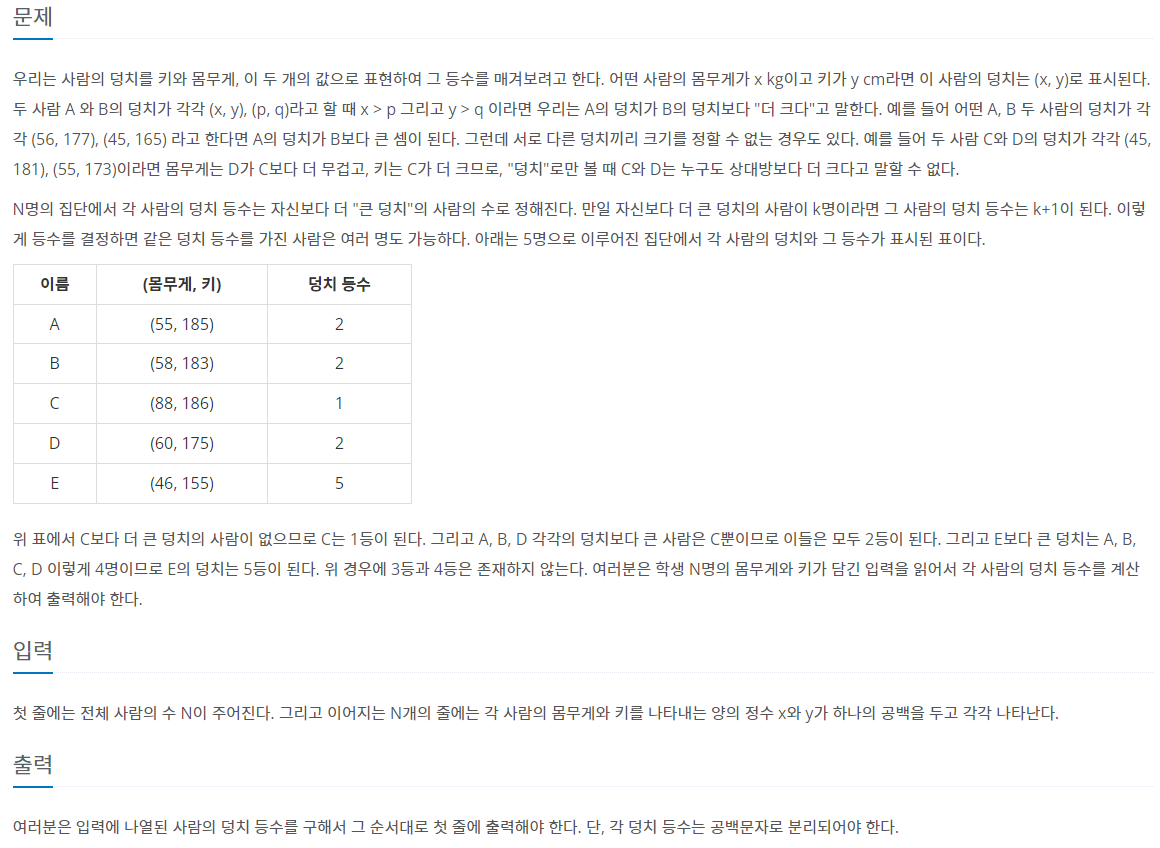 문제
우리는 사람의 덩치를 키와 몸무게, 이 두 개의 값으로 표현하여 그 등수를 매겨보려고 한다. 어떤 사람의 몸무게가 x kg이고 키가 y cm라면 이 사람의 덩치는 (x, y)로 표시된다.
두 사람 A 와 B의 덩치가 각각 (x, y), (p, q)라고 할 때 x > p 그리고 y > q 이라면 우리는 A의 덩치가 B의 덩치보다 "더 크다"고 말한다. 예를 들어 어떤 A, B 두 사람의 덩치가 각
각 (56, 177), (45, 165) 라고 한다면 A의 덩치가 B보다 큰 셈이 된다. 그런데 서로 다른 덩치끼리 크기를 정할 수 없는 경우도 있다. 예를 들어 두 사람 C와 D의 덩치가 각각 (45,
181), (55, 173)이라면 몸무게는 D가 C보다 더 무겁고, 키는 C가 더 크므로, "덩치"로만 볼 때 C와 D는 누구도 상대방보다 더 크다고 말할 수 없다.
N명의 집단에서 각 사람의 덩치 등수는 자신보다 더 "큰 덩치"의 사람의 수로 정해진다. 만일 자신보다 더 큰 덩치의 사람이 k명이라면 그 사람의 덩치 등수는 k+1이 된다. 이렇
게 등수를 결정하면 같은 덩치 등수를 가진 사람은 여러 명도 가능하다. 아래는 5명으로 이루어진 집단에서 각 사람의 덩치와 그 등수가 표시된 표이다.
이름 (몸무게, 키) 덩치 등수
A (55, 185) 2
B (58, 183) 2
C (88, 186) 1
D (60, 175) 2
E (46, 155) 5
위 표에서 C보다 더 큰 덩치의 사람이 없으므로 C는 1등이 된다. 그리고 A, B, D 각각의 덩치보다 큰 사람은 C뿐이므로 이들은 모두 2등이 된다. 그리고 E보다 큰 덩치는 A, B,
C, D 이렇게 4명이므로 E의 덩치는 5등이 된다. 위 경우에 3등과 4등은 존재하지 않는다. 여러분은 학생 N명의 몸무게와 키가 담긴 입력을 읽어서 각 사람의 덩치 등수를 계산
하여 출력해야 한다.
입력
첫 줄에는 전체 사람의 수 N이 주어진다. 그리고 이어지는 N개의 줄에는 각 사람의 몸무게와 키를 나타내는 양의 정수 x와 y가 하나의 공백을 두고 각각 나타난다.
출력
여러분은 입력에 나열된 사람의 덩치 등수를 구해서 그 순서대로 첫 줄에 출력해야 한다. 단, 각 덩치 등수는 공백문자로 분리되어야 한다.